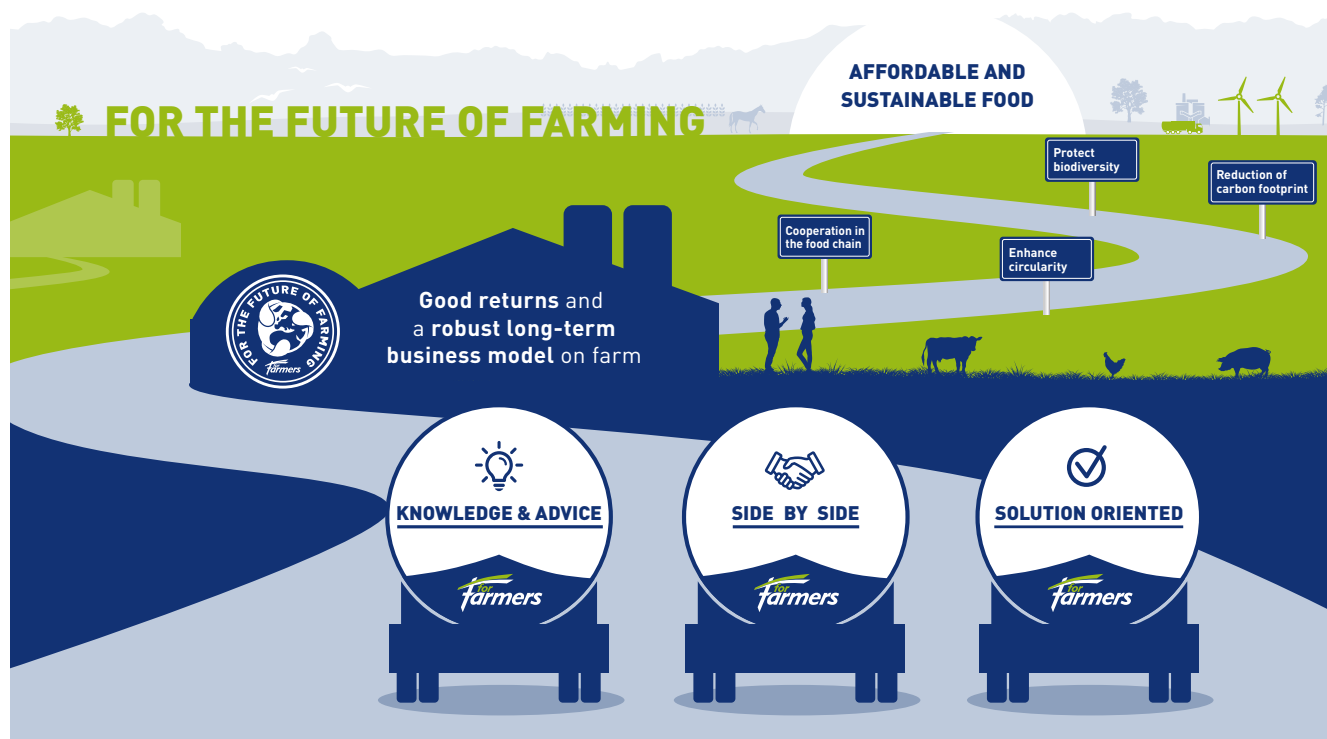 AFFORDABLE AND
SUSTAINABLE FOOD
FOR THE FUTURE OF FARMING
Protect
biodiversity
Reduction of
carbon footprint
Cooperation in
the food chain
Enhance
circularity
Good returns and
a robust long-term
business model on farm
FOR THE FUTURE OF FARMING
for
farmers
KNOWLEDGE & ADVICE
SIDE BY SIDE
SOLUTION ORIENTED
for
farmers
for
farmers
for
farmers